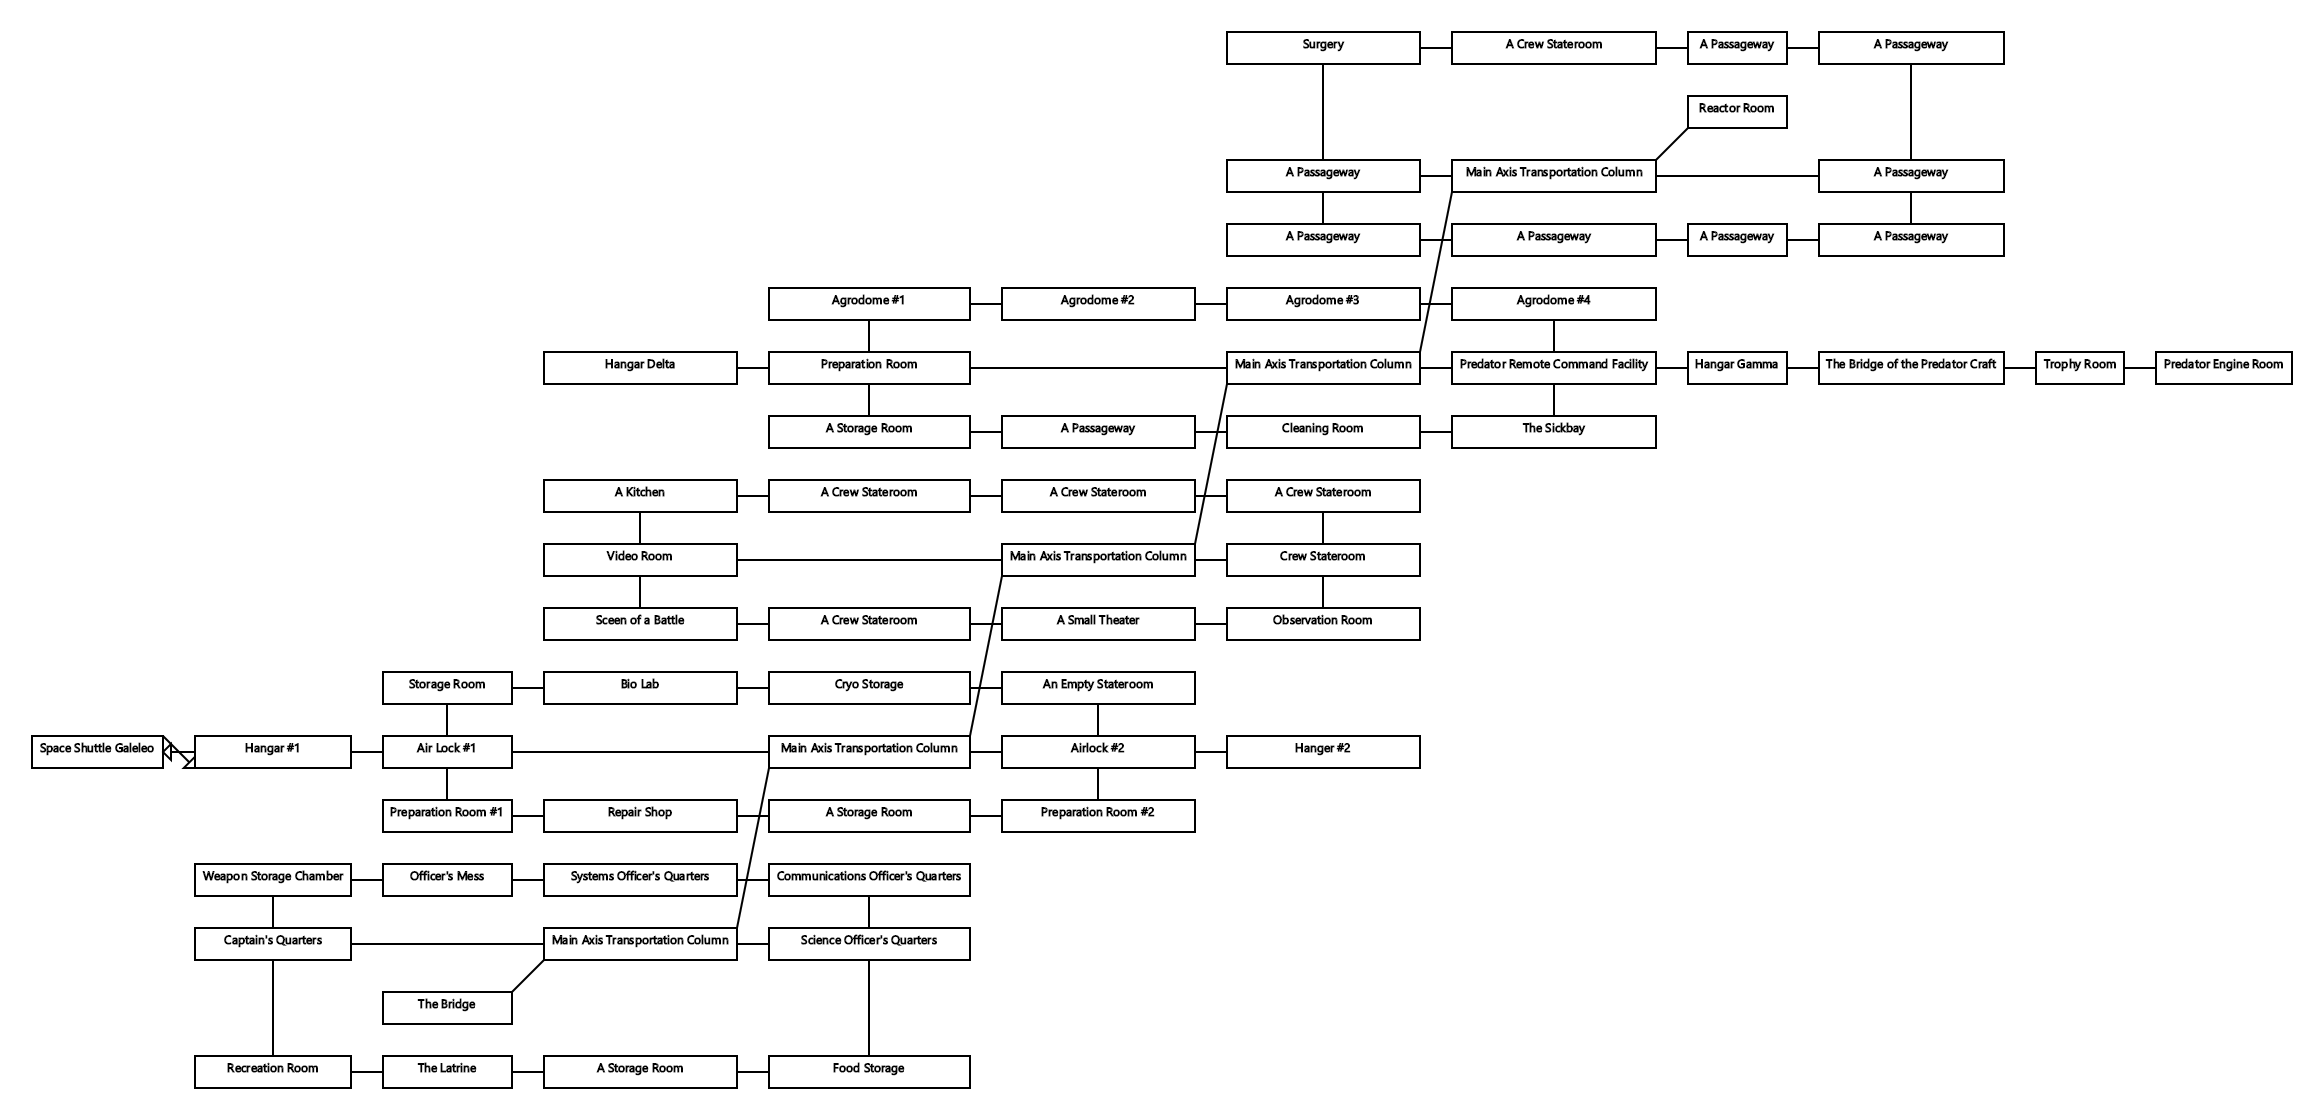 Surgery
A Crew Stateroom
A Passageway
A Passageway
Reactor Room
A Passageway
Main Axis Transportation Column
A Passageway
A Passageway
A Passageway
A Passageway
A Passageway
Agrodome #1
Agrodome #2
Agrodome #3
Agrodome #4
Hangar Delta
Preparation Room
Main Axis Transportation Column
Predator Remote Command Facility
Hangar Gamma
The Bridge of the Predator Craft
Trophy Room
Predator Engine Room
A Storage Room
A Passageway
Cleaning Room
The Sickbay
A Kitchen
A Crew Stateroom
A Crew Stateroom
A Crew Stateroom
Video Room
Main Axis Transportation Column
Crew Stateroom
Sceen of a Battle
A Crew Stateroom
A Small Theater
Observation Room
Storage Room
Bio Lab
Cryo Storage
An Empty Stateroom
Space Shuttle Galeleo
Hangar #1
Air Lock #1
Main Axis Transportation Column
Airlock #2
Hanger #2
Preparation Room #1
Repair Shop
A Storage Room
Preparation Room #2
Weapon Storage Chamber
Officer's Mess
Systems Officer's Quarters
Communications Officer's Quarters
Captain's Quarters
Main Axis Transportation Column
Science Officer's Quarters
The Bridge
Recreation Room
The Latrine
A Storage Room
Food Storage